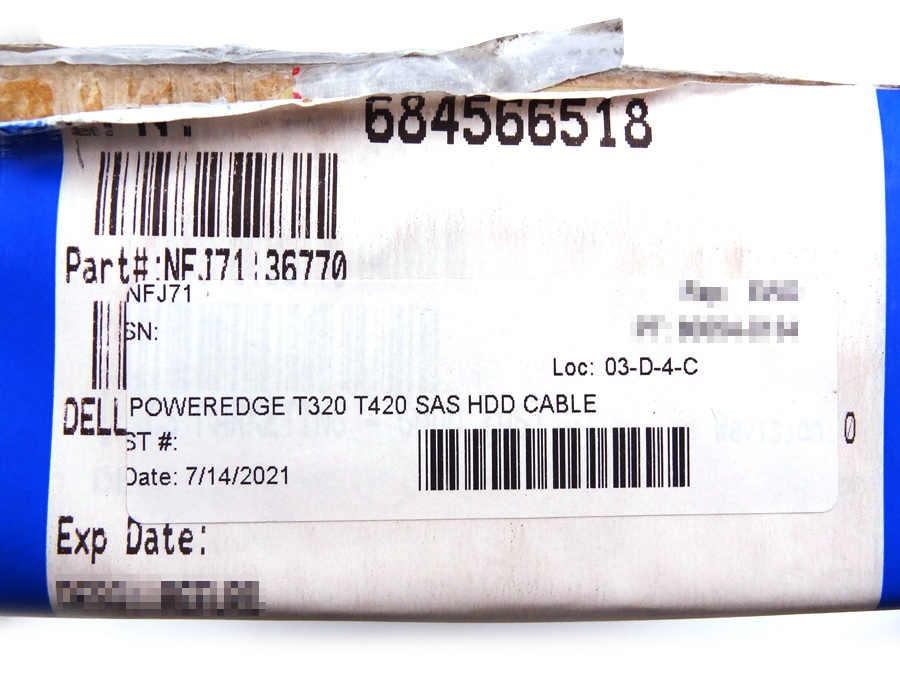 684566518
Part#:NFJ71:36770
NFJ71
SN:
Loc: 03-D-4-C
DELL
POWEREDGE T320 T420 SAS HDD CABLE
0
ST #:
Date: 7/14/2021
Exp Date: